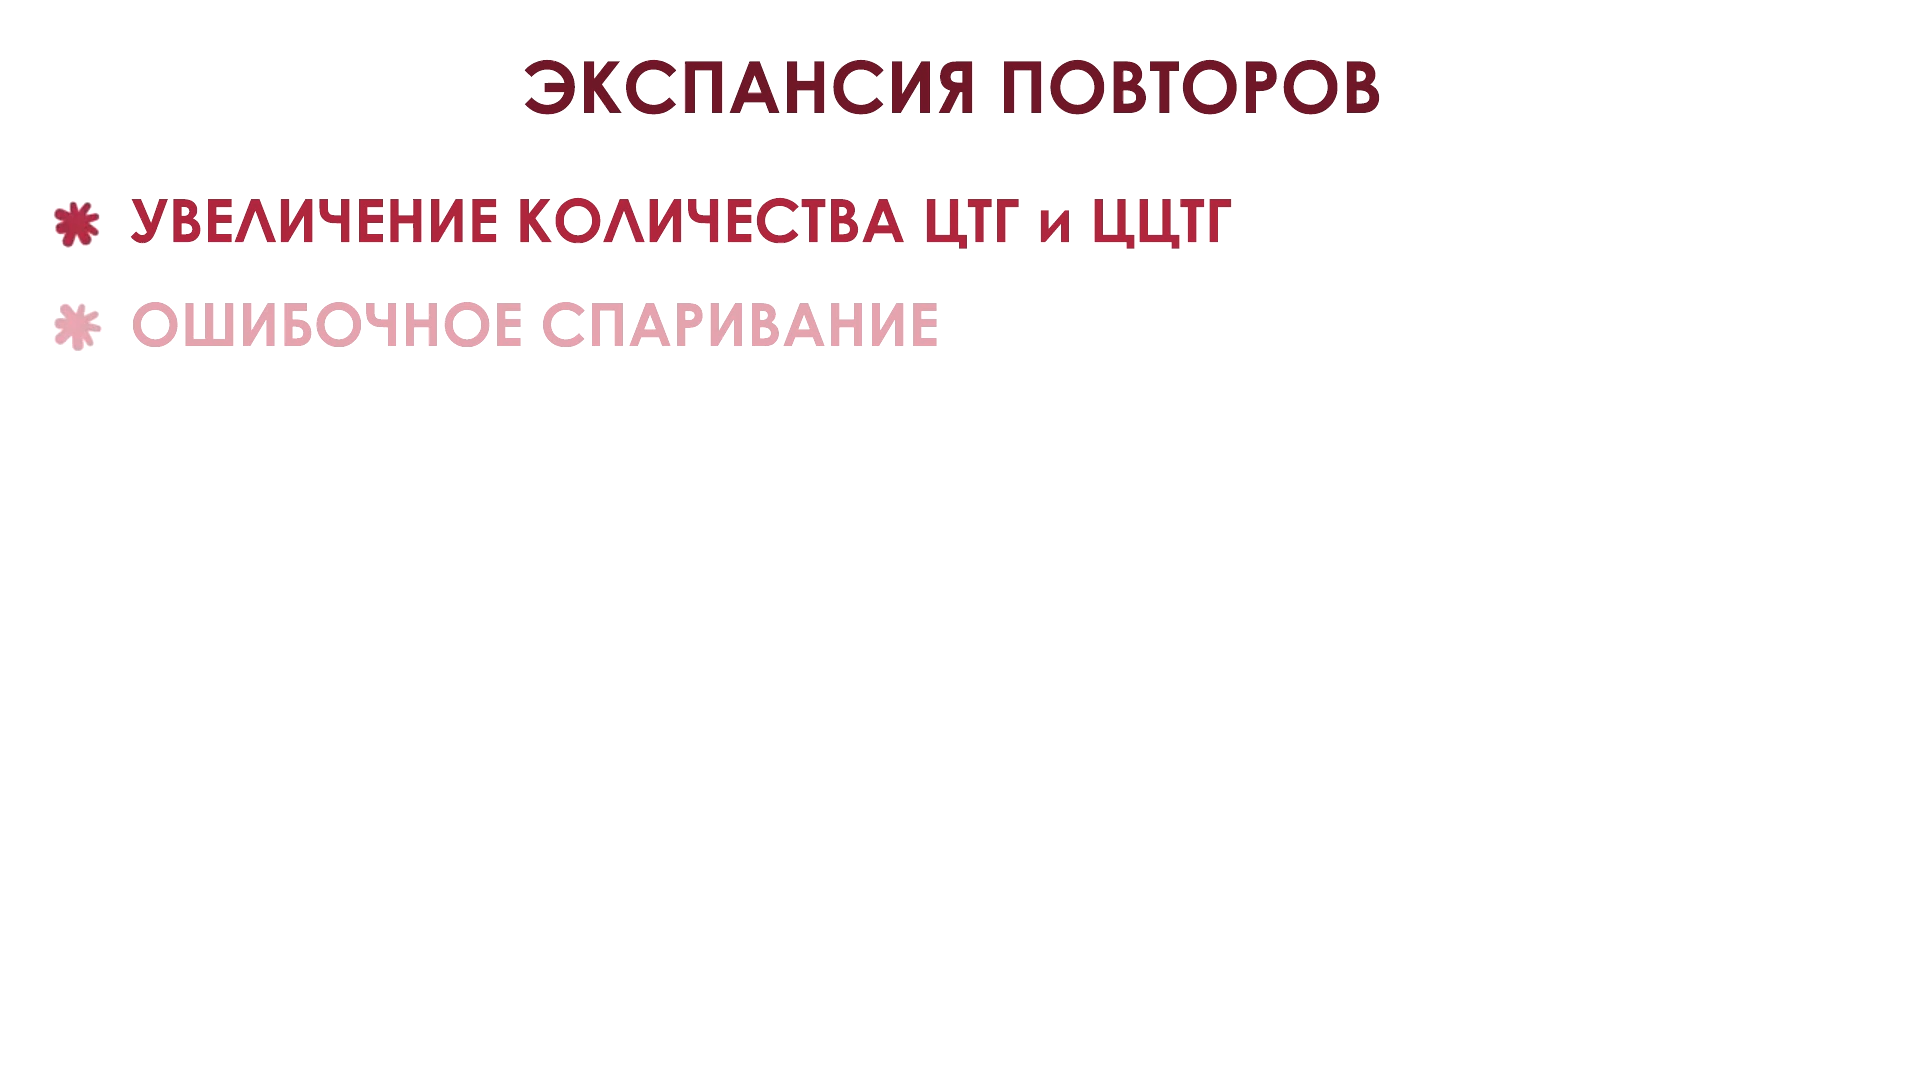 ЭКСПАНСИЯ ПОВТОРОВ
УВЕЛИЧЕНИЕ КОЛИЧЕСТВА ЦТГ и ЦЦТГ
ОШИБОЧНОЕ СПАРИВАНИЕ